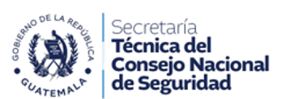 GOBIERNO DE LA REPÚBLICA
GUATEMALA
Secretaría
Técnica del
Consejo Nacional
de Seguridad